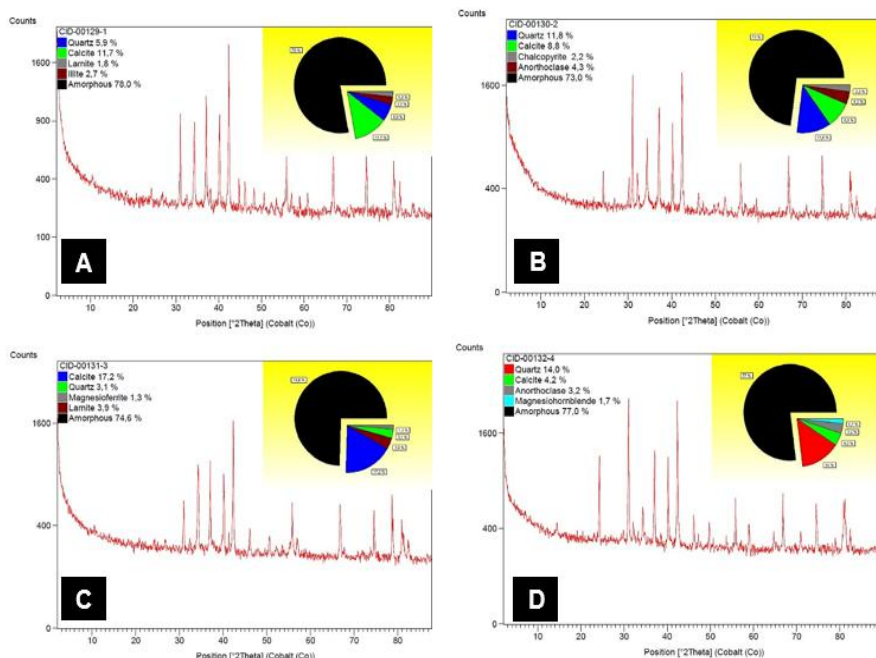 Counts
CID-00129-1
Quartz 5,9 %
Calcite 11,7 %
Larnite 1,8 %
Illite 2,7 %
Amorphous 78,0 %
1600
900
400
100
0
A
10 20 30 40 50 60 70 80
Position [°2Theta] (Cobalt (Co))
Counts
CID-00130-2
Quartz 11,8 %
Calcite 8,8 %
Chalcopyrite 2,2 %
Anorthoclase 4,3 %
Amorphous 73,0 %
1600
400
0
B
10 20 30 40 50 60 70 80
Position [°2Theta] (Cobalt (Co))
Counts
CID-00131-3
Calcite 17,2 %
Quartz 3,1 %
Magnesioferrite 1,3 %
Larnite 3,9 %
Amorphous 74,6 %
1600
400
0
C
10 20 30 40 50 60 70 80
Position [°2Theta] (Cobalt (Co))
Counts
CID-00132-4
Quartz 14,0 %
Calcite 4,2 %
Anorthoclase 3,2 %
Magnesiohornblende 1,7 %
Amorphous 77,0 %
1600
400
0
D
10 20 30 40 50 60 70 80
Position [°2Theta] (Cobalt (Co))